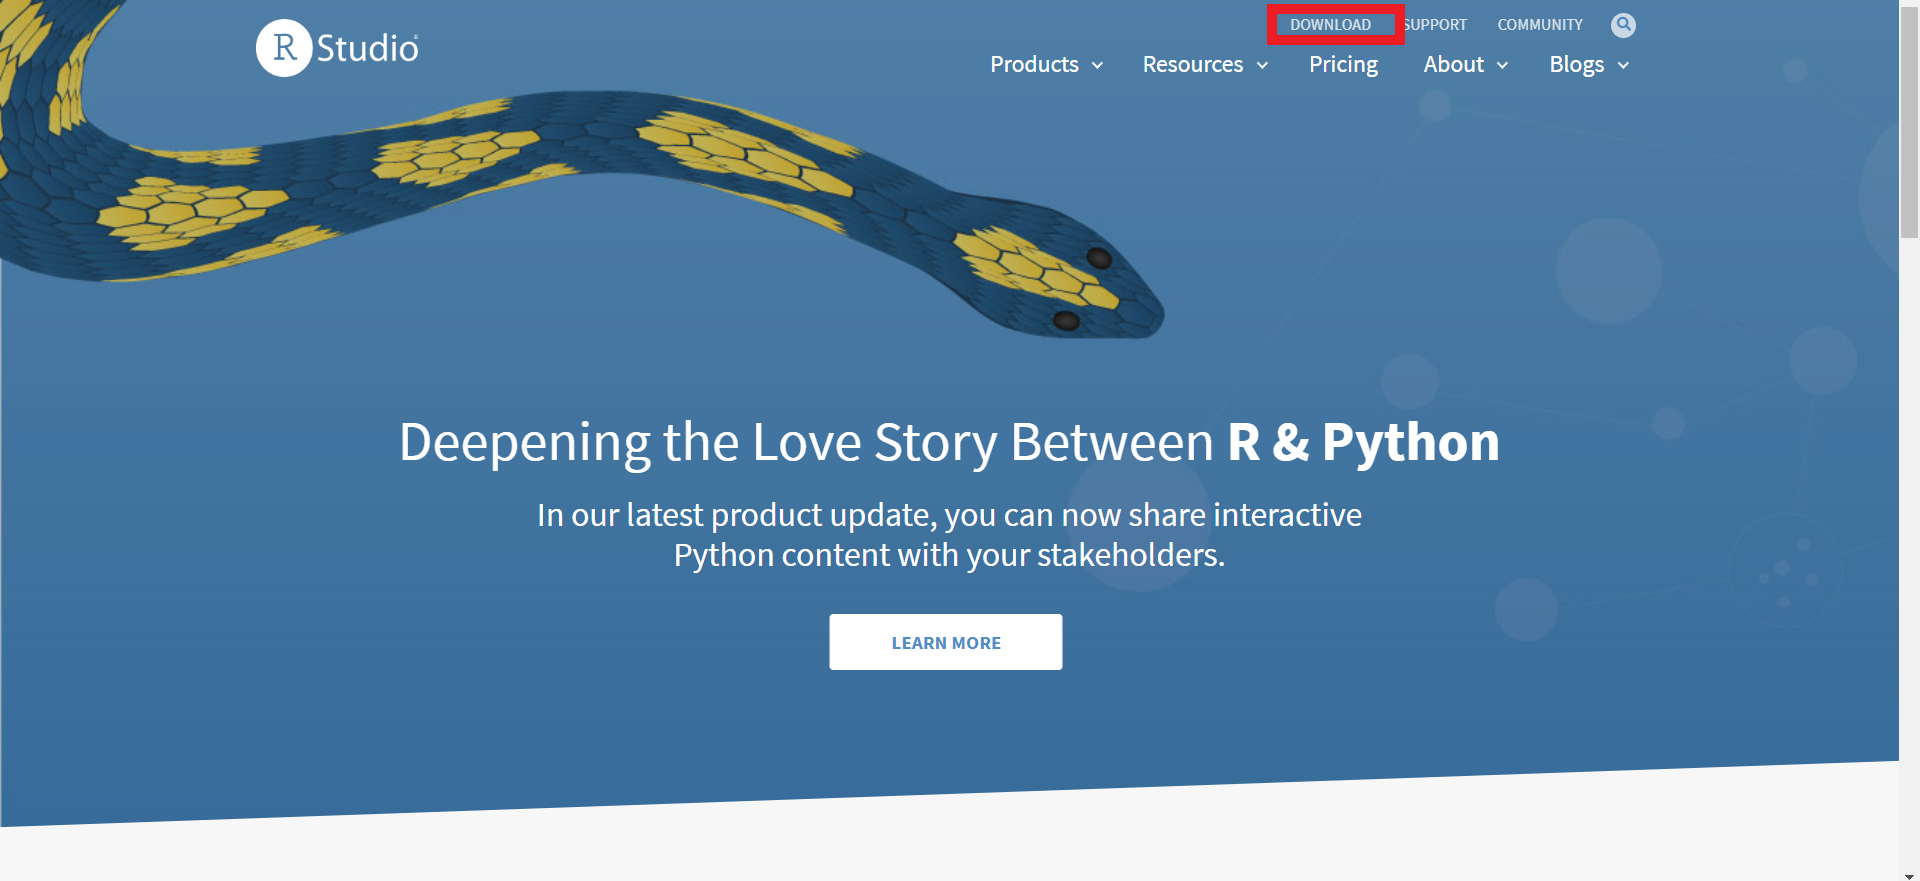 R Studio®
DOWNLOAD SUPPORT COMMUNITY
Products Resources Pricing About Blogs
Deepening the Love Story Between R & Python
In our latest product update, you can now share interactive
Python content with your stakeholders.
LEARN MORE